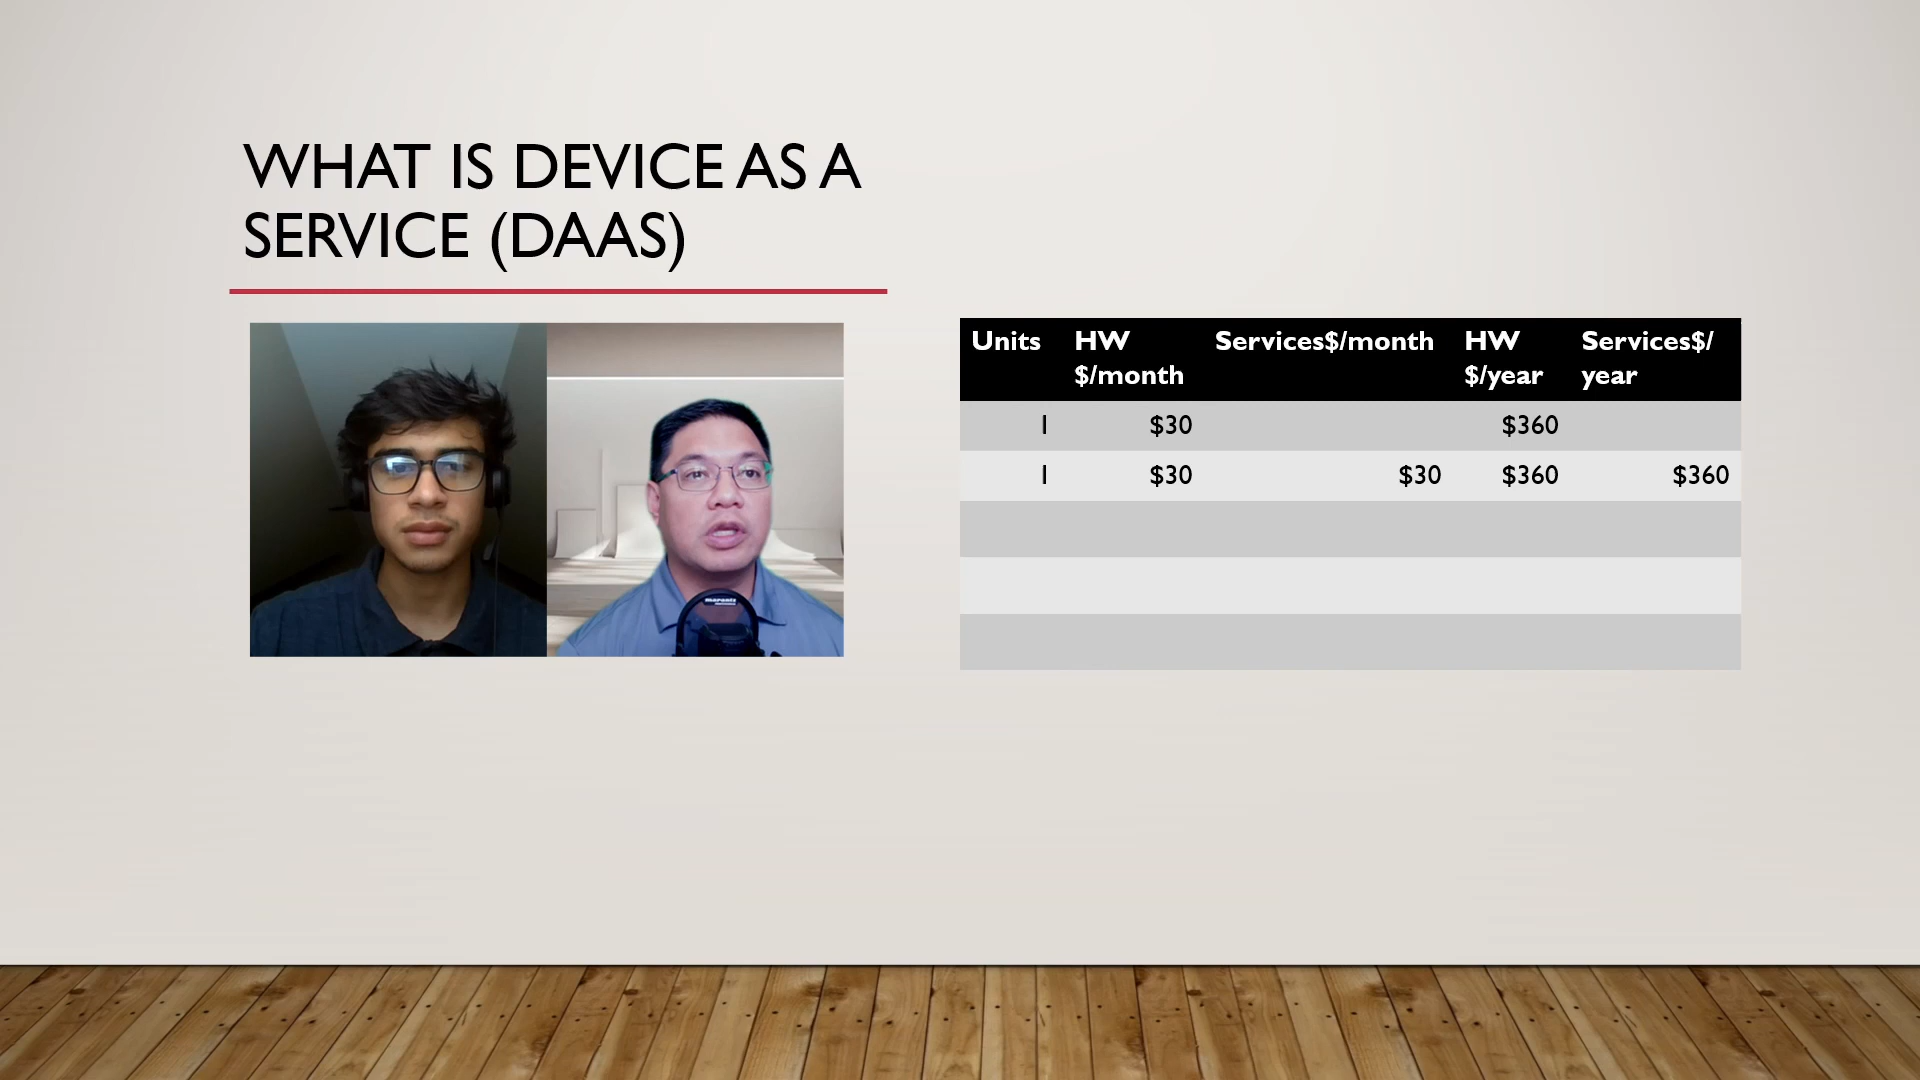 WHAT IS DEVICE AS A
SERVICE (DAAS)
Units HW $/month Services$/month HW $/year Services$/ year
1 $30 $360
1 $30 $30 $360 $360
marantz